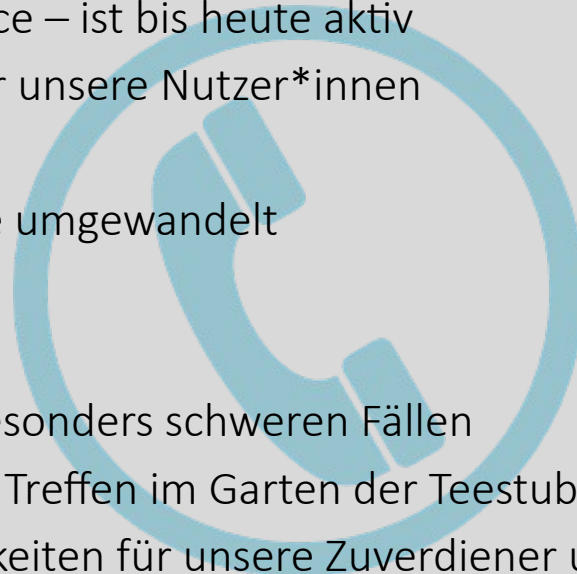 ce – ist bis heute aktiv
r unsere Nutzer*innen
e umgewandelt
esonders schweren Fällen
Treffen im Garten der Teestub
keiten für unsere Zuverdiener u